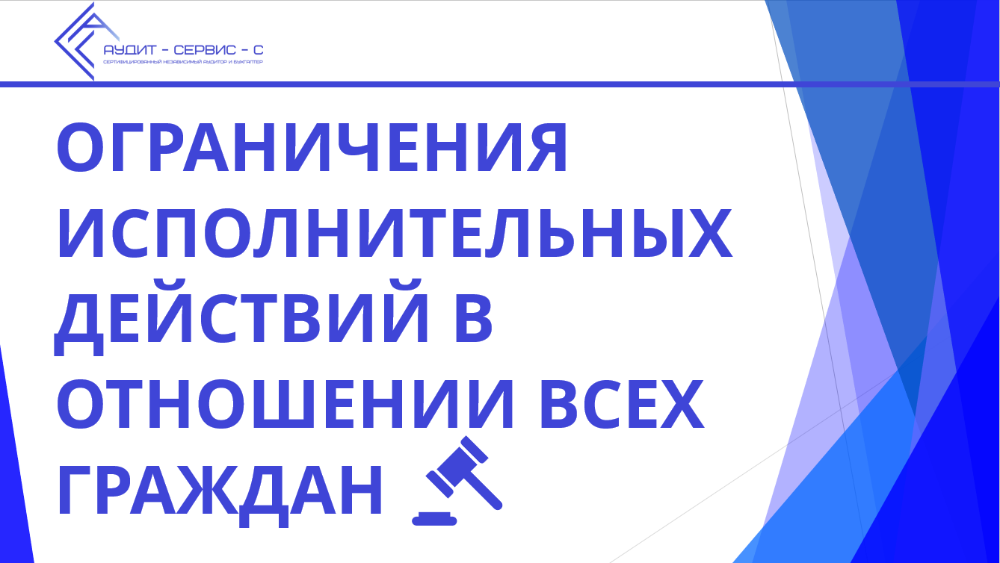 АУДИТ - СЕРВИС - С
СЕРТИФИЦИРОВАННЫЙ НЕЗАВИСИМЫЙ АУДИТОР И БУХГАЛТЕР
ОГРАНИЧЕНИЯ
ИСПОЛНИТЕЛЬНЫХ
ДЕЙСТВИЙ В
ОТНОШЕНИИ ВСЕХ
ГРАЖДАН